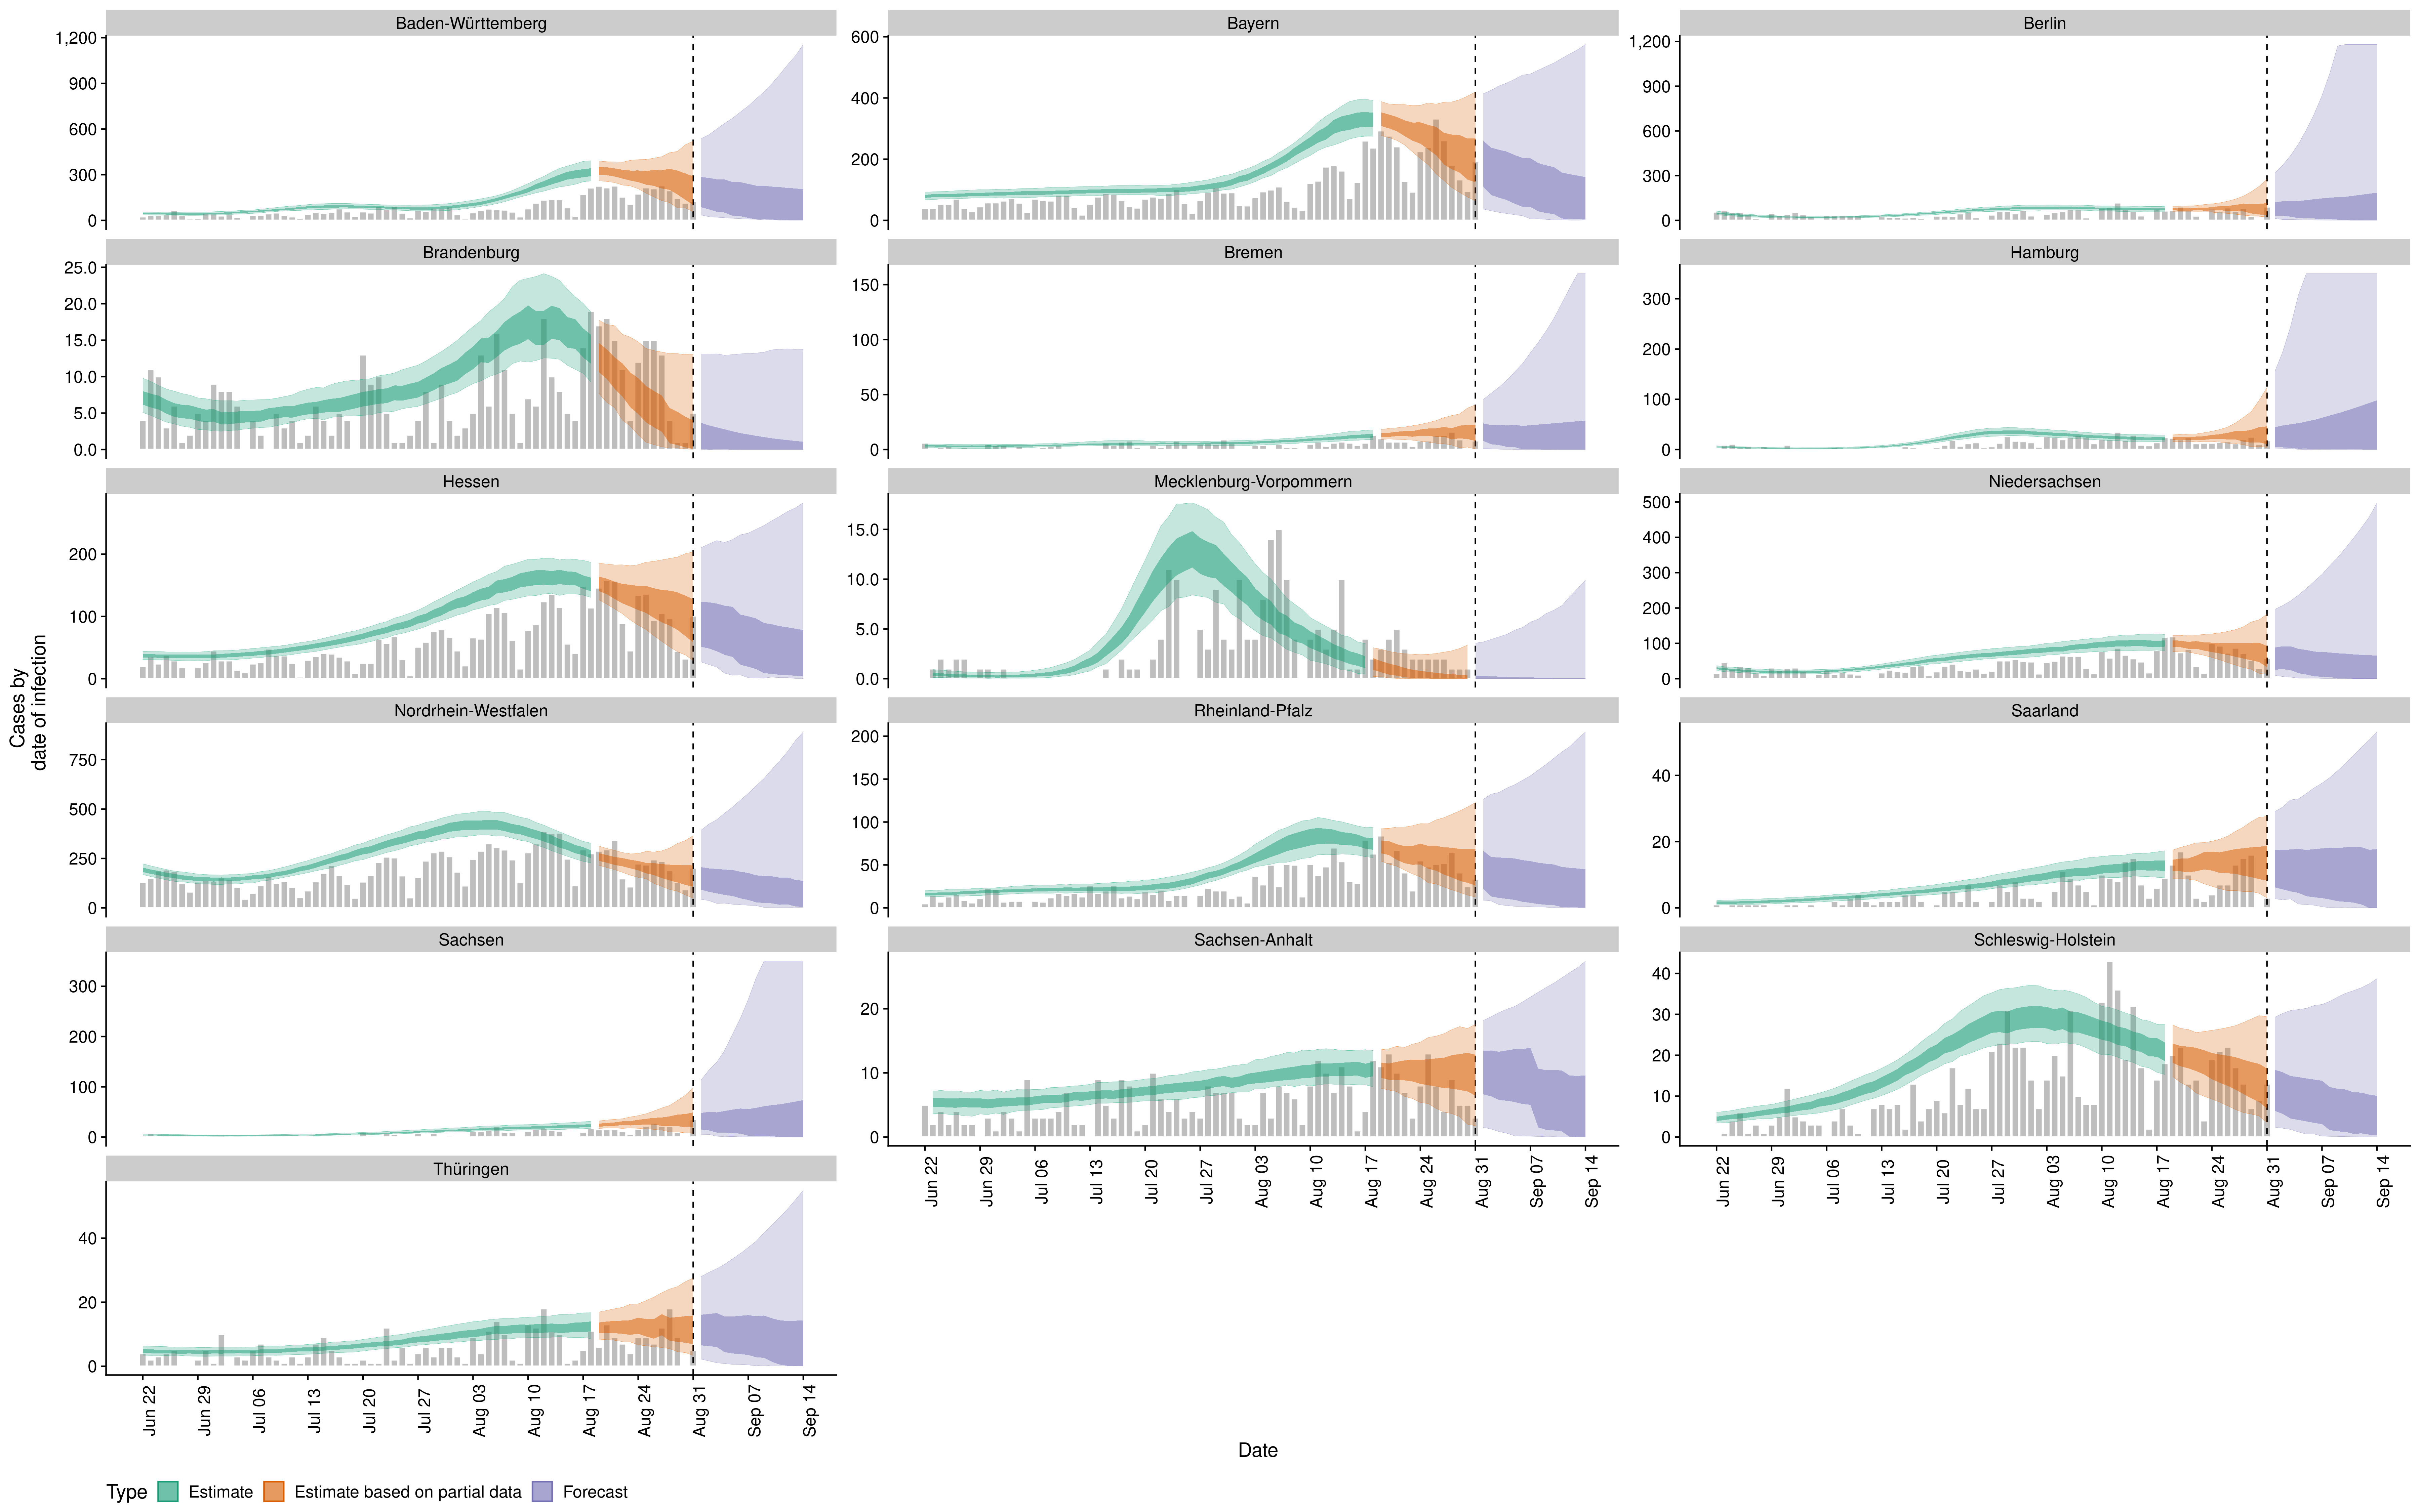 Baden-Württemberg
Bayern
Berlin
1,200
900
600
300
0
600
400
200
0
1,200
900
600
300
0
Brandenburg
Bremen
Hamburg
25.0
20.0
15.0
10.0
5.0
0.0
150
100
50
0
300
200
100
0
Hessen
Mecklenburg-Vorpommern
Niedersachsen
200
100
0
15.0
10.0
5.0
0.0
500
400
300
200
100
0
Cases by
date of infection
Nordrhein-Westfalen
Rheinland-Pfalz
Saarland
750
500
250
0
200
150
100
50
0
40
20
0
Sachsen
Sachsen-Anhalt
Schleswig-Holstein
300
200
100
0
20
10
0
40
30
20
10
0
Jun 22 Jun 29 Jul 06 Jul 13 Jul 20 Jul 27 Aug 03 Aug 10 Aug 17 Aug 24 Aug 31 Sep 07 Sep 14
Jun 22 Jun 29 Jul 06 Jul 13 Jul 20 Jul 27 Aug 03 Aug 10 Aug 17 Aug 24 Aug 31 Sep 07 Sep 14
Thüringen
40
20
0
Jun 22 Jun 29 Jul 06 Jul 13 Jul 20 Jul 27 Aug 03 Aug 10 Aug 17 Aug 24 Aug 31 Sep 07 Sep 14
Date
Type Estimate Estimate based on partial data Forecast